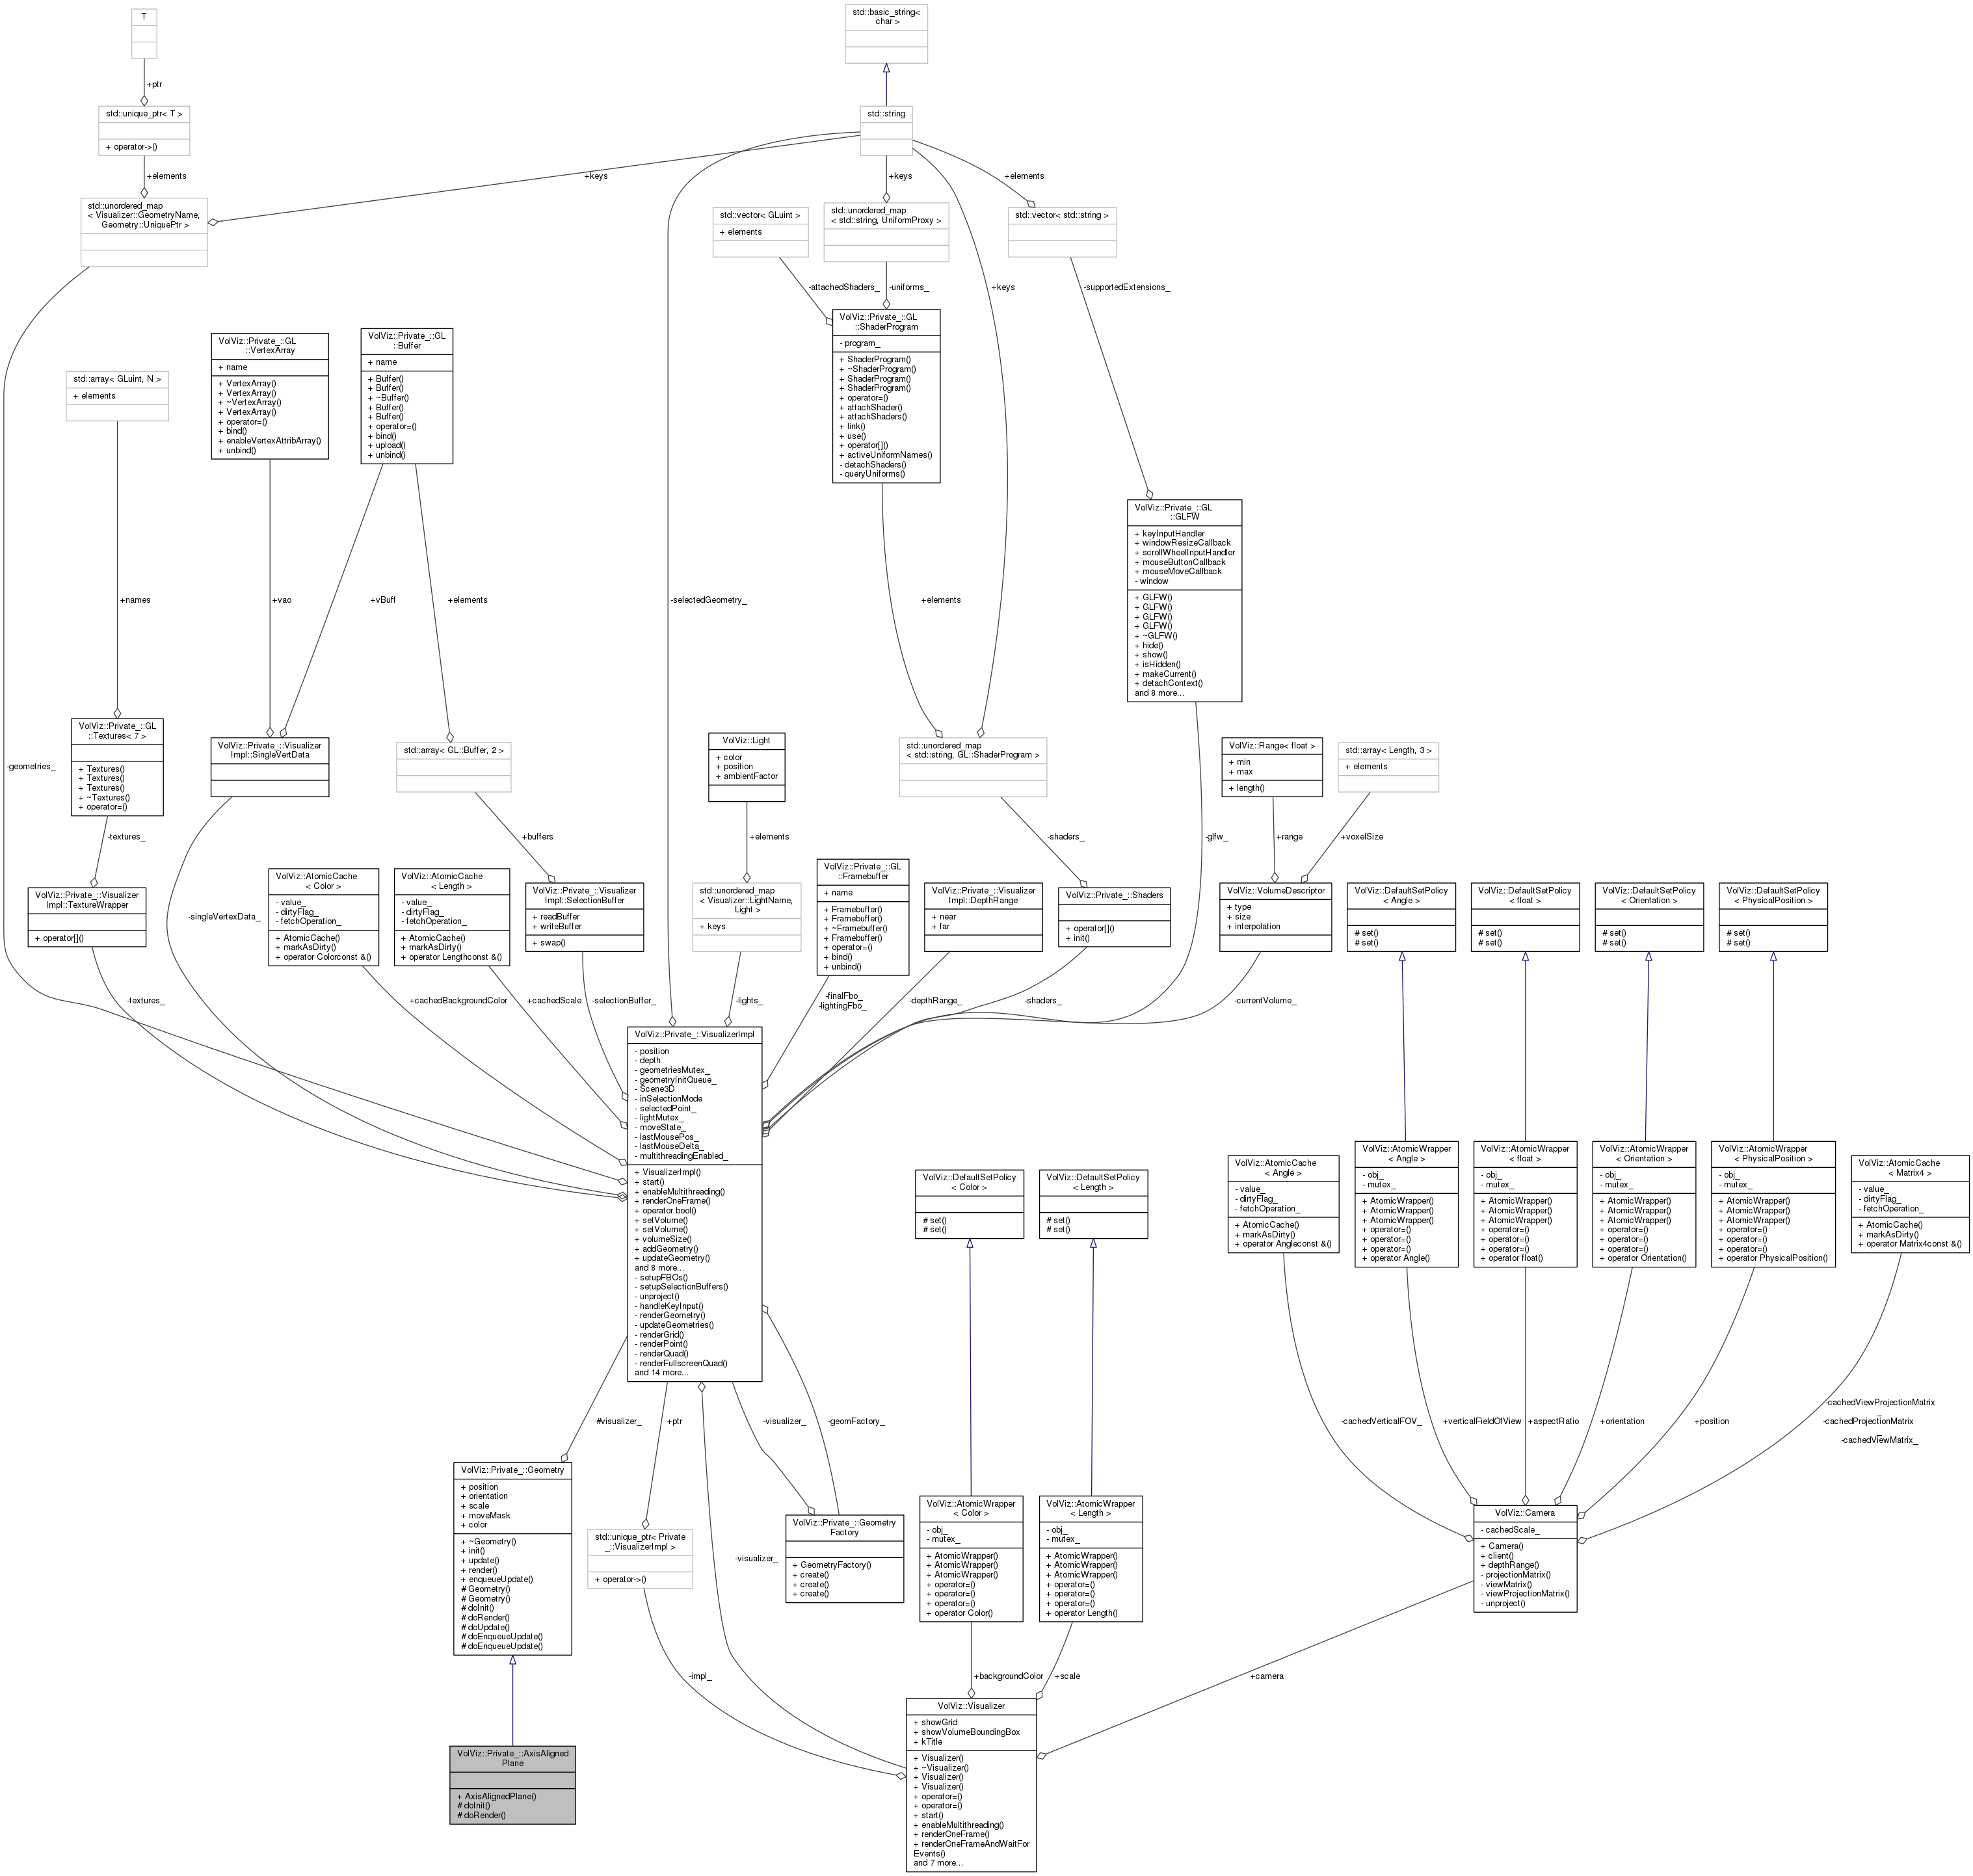 T
+ptr
std::unique_ptr< T >
+ operator->()
+elements
std::unordered_map
< Visualizer::GeometryName,
Geometry::UniquePtr >
std::basic_string<
char >
std::string
+keys
+keys
+elements
+keys
-selectedGeometry_
std::vector< GLuint >
+ elements
std::unordered_map
< std::string, UniformProxy >
std::vector< std::string >
-attachedShaders_
-uniforms_
-supportedExtensions_
VolViz::Private_::GL
::VertexArray
+ name
+ VertexArray()
+ VertexArray()
+ ~VertexArray()
+ VertexArray()
+ operator=()
+ bind()
+ enableVertexAttribArray()
+ unbind()
VolViz::Private_::GL
::Buffer
+ name
+ Buffer()
+ Buffer()
+ ~Buffer()
+ Buffer()
+ Buffer()
+ operator=()
+ bind()
+ upload()
+ unbind()
VolViz::Private_::GL
::ShaderProgram
- program_
+ ShaderProgram()
+ ~ShaderProgram()
+ ShaderProgram()
+ ShaderProgram()
+ operator=()
+ attachShader()
+ attachShaders()
+ link()
+ use()
+ operator[]()
+ activeUniformNames()
- detachShaders()
- queryUniforms()
std::array< GLuint, N >
+ elements
VolViz::Private_::GL
::GLFW
+ keyInputHandler
+ windowResizeCallback
+ scrollWheelInputHandler
+ mouseButtonCallback
+ mouseMoveCallback
- window
+ GLFW()
+ GLFW()
+ GLFW()
+ GLFW()
+ ~GLFW()
+ hide()
+ show()
+ isHidden()
+ makeCurrent()
+ detachContext()
and 8 more...
+names
+vao
+vBuff
+elements
+elements
VolViz::Private_::GL
::Textures< 7 >
+ Textures()
+ Textures()
+ Textures()
+ ~Textures()
+ operator=()
VolViz::Private_::Visualizer
Impl::SingleVertData
std::array< GL::Buffer, 2 >
VolViz::Light
+ color
+ position
+ ambientFactor
std::unordered_map
< std::string, GL::ShaderProgram >
VolViz::Range< float >
+ min
+ max
+ length()
std::array< Length, 3 >
+ elements
-geometries_
-textures_
+buffers
+elements
-shaders_
-glfw_
+range
+voxelSize
VolViz::Private_::Visualizer
Impl::TextureWrapper
+ operator[]()
-singleVertexData_
VolViz::AtomicCache
< Color >
- value_
- dirtyFlag_
- fetchOperation_
+ AtomicCache()
+ markAsDirty()
+ operator Colorconst &()
VolViz::AtomicCache
< Length >
- value_
- dirtyFlag_
- fetchOperation_
+ AtomicCache()
+ markAsDirty()
+ operator Lengthconst &()
VolViz::Private_::Visualizer
Impl::SelectionBuffer
+ readBuffer
+ writeBuffer
+ swap()
std::unordered_map
< Visualizer::LightName,
Light >
+ keys
VolViz::Private_::GL
::Framebuffer
+ name
+ Framebuffer()
+ Framebuffer()
+ ~Framebuffer()
+ Framebuffer()
+ operator=()
+ bind()
+ unbind()
VolViz::Private_::Visualizer
Impl::DepthRange
+ near
+ far
VolViz::Private_::Shaders
+ operator[]()
+ init()
VolViz::VolumeDescriptor
+ type
+ size
+ interpolation
VolViz::DefaultSetPolicy
< Angle >
# set()
# set()
VolViz::DefaultSetPolicy
< float >
# set()
# set()
VolViz::DefaultSetPolicy
< Orientation >
# set()
# set()
VolViz::DefaultSetPolicy
< PhysicalPosition >
# set()
# set()
-textures_
+cachedBackgroundColor
+cachedScale
-selectionBuffer_
-lights_
-finalFbo_
-lightingFbo_
-depthRange_
-shaders_
-currentVolume_
VolViz::Private_::VisualizerImpl
- position
- depth
- geometriesMutex_
- geometryInitQueue_
- Scene3D
- inSelectionMode
- selectedPoint_
- lightMutex_
- moveState_
- lastMousePos_
- lastMouseDelta_
- multithreadingEnabled_
+ VisualizerImpl()
+ start()
+ enableMultithreading()
+ renderOneFrame()
+ operator bool()
+ setVolume()
+ setVolume()
+ volumeSize()
+ addGeometry()
+ updateGeometry()
and 8 more...
- setupFBOs()
- setupSelectionBuffers()
- unproject()
- handleKeyInput()
- renderGeometry()
- updateGeometries()
- renderGrid()
- renderPoint()
- renderQuad()
- renderFullscreenQuad()
and 14 more...
VolViz::DefaultSetPolicy
< Color >
# set()
# set()
VolViz::DefaultSetPolicy
< Length >
# set()
# set()
VolViz::AtomicCache
< Angle >
- value_
- dirtyFlag_
- fetchOperation_
+ AtomicCache()
+ markAsDirty()
+ operator Angleconst &()
VolViz::AtomicWrapper
< Angle >
- obj_
- mutex_
+ AtomicWrapper()
+ AtomicWrapper()
+ AtomicWrapper()
+ operator=()
+ operator=()
+ operator=()
+ operator Angle()
VolViz::AtomicWrapper
< float >
- obj_
- mutex_
+ AtomicWrapper()
+ AtomicWrapper()
+ AtomicWrapper()
+ operator=()
+ operator=()
+ operator=()
+ operator float()
VolViz::AtomicWrapper
< Orientation >
- obj_
- mutex_
+ AtomicWrapper()
+ AtomicWrapper()
+ AtomicWrapper()
+ operator=()
+ operator=()
+ operator=()
+ operator Orientation()
VolViz::AtomicWrapper
< PhysicalPosition >
- obj_
- mutex_
+ AtomicWrapper()
+ AtomicWrapper()
+ AtomicWrapper()
+ operator=()
+ operator=()
+ operator=()
+ operator PhysicalPosition()
VolViz::AtomicCache
< Matrix4 >
- value_
- dirtyFlag_
- fetchOperation_
+ AtomicCache()
+ markAsDirty()
+ operator Matrix4const &()
#visualizer_
+ptr
-visualizer_
-geomFactory_
-cachedVerticalFOV_
+verticalFieldOfView
+aspectRatio
+orientation
+position
-cachedViewProjectionMatrix
_
-cachedProjectionMatrix
_
-cachedViewMatrix_
VolViz::Private_::Geometry
+ position
+ orientation
+ scale
+ moveMask
+ color
+ ~Geometry()
+ init()
+ update()
+ render()
+ enqueueUpdate()
# Geometry()
# Geometry()
# doInit()
# doRender()
# doUpdate()
# doEnqueueUpdate()
# doEnqueueUpdate()
std::unique_ptr< Private
_::VisualizerImpl >
+ operator->()
-visualizer_
VolViz::Private_::Geometry
Factory
+ GeometryFactory()
+ create()
+ create()
+ create()
VolViz::AtomicWrapper
< Color >
- obj_
- mutex_
+ AtomicWrapper()
+ AtomicWrapper()
+ AtomicWrapper()
+ operator=()
+ operator=()
+ operator=()
+ operator Color()
VolViz::AtomicWrapper
< Length >
- obj_
- mutex_
+ AtomicWrapper()
+ AtomicWrapper()
+ AtomicWrapper()
+ operator=()
+ operator=()
+ operator=()
+ operator Length()
VolViz::Camera
- cachedScale_
+ Camera()
+ client()
+ depthRange()
- projectionMatrix()
- viewMatrix()
- viewProjectionMatrix()
- unproject()
-impl_
+backgroundColor
+scale
+camera
VolViz::Private_::AxisAligned
Plane
+ AxisAlignedPlane()
# doInit()
# doRender()
VolViz::Visualizer
+ showGrid
+ showVolumeBoundingBox
+ kTitle
+ Visualizer()
+ ~Visualizer()
+ Visualizer()
+ Visualizer()
+ operator=()
+ operator=()
+ start()
+ enableMultithreading()
+ renderOneFrame()
+ renderOneFrameAndWaitFor
Events()
and 7 more...